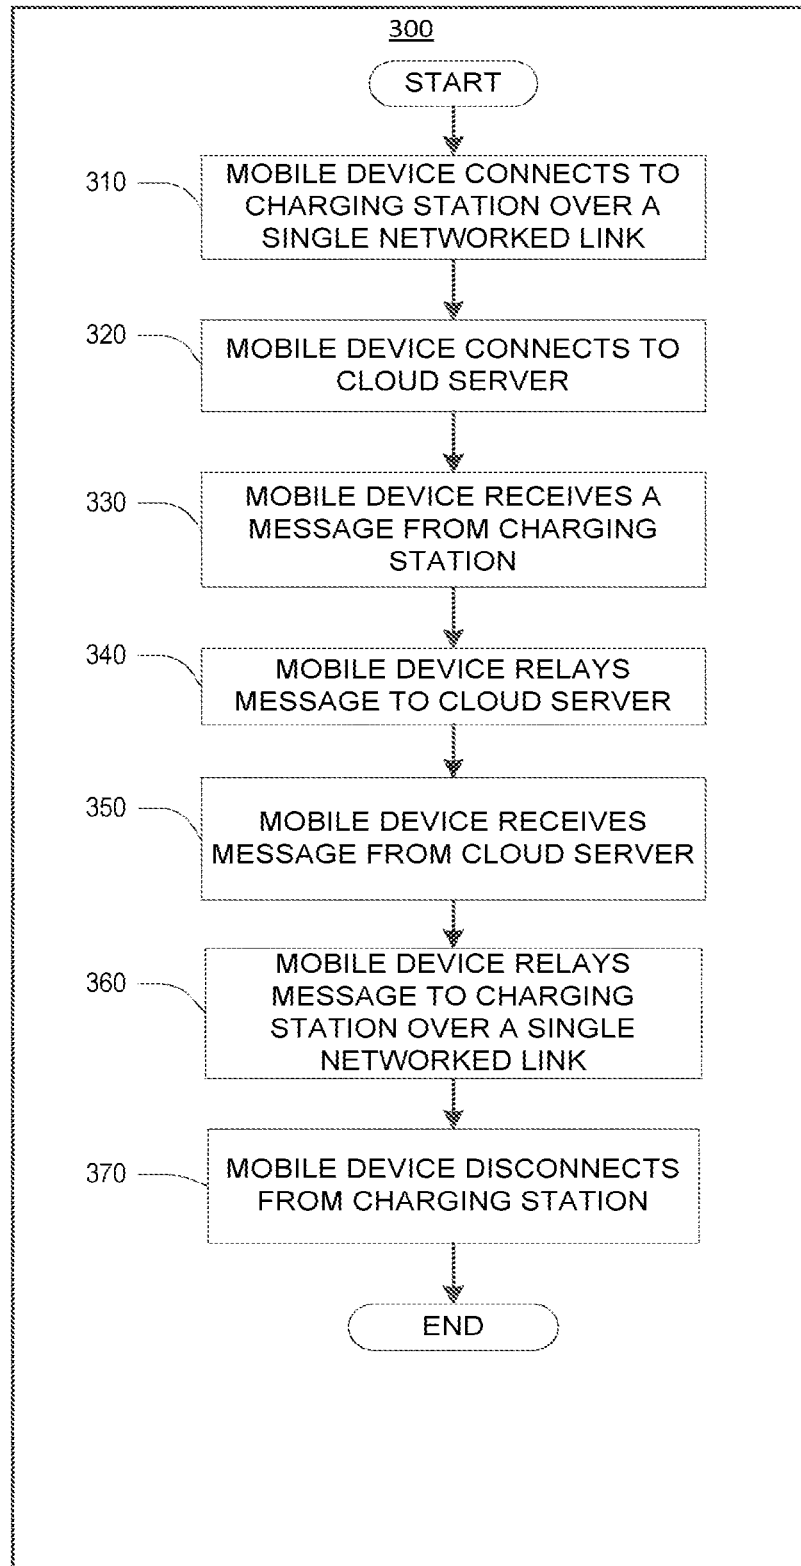 300
START
310
MOBILE DEVICE CONNECTS TO
CHARGING STATION OVER A
SINGLE NETWORKED LINK
320
MOBILE DEVICE CONNECTS TO
CLOUD SERVER
330
MOBILE DEVICE RECEIVES A
MESSAGE FROM CHARGING
STATION
340
MOBILE DEVICE RELAYS
MESSAGE TO CLOUD SERVER
350
MOBILE DEVICE RECEIVES
MESSAGE FROM CLOUD SERVER
360
MOBILE DEVICE RELAYS
MESSAGE TO CHARGING
STATION OVER A SINGLE
NETWORKED LINK
370
MOBILE DEVICE DISCONNECTS
FROM CHARGING STATION
END